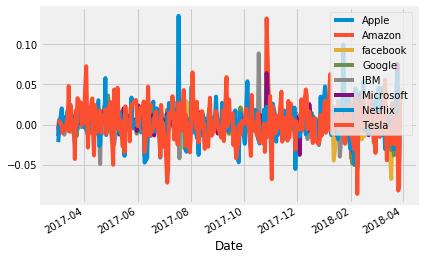 0.10
0.05
0.00
−0.05
2017-04
2017-06
2017-08
2017-10
2017-12
2018-02
2018-04
Date
Apple
Amazon
facebook
Google
IBM
Microsoft
Netflix
Tesla